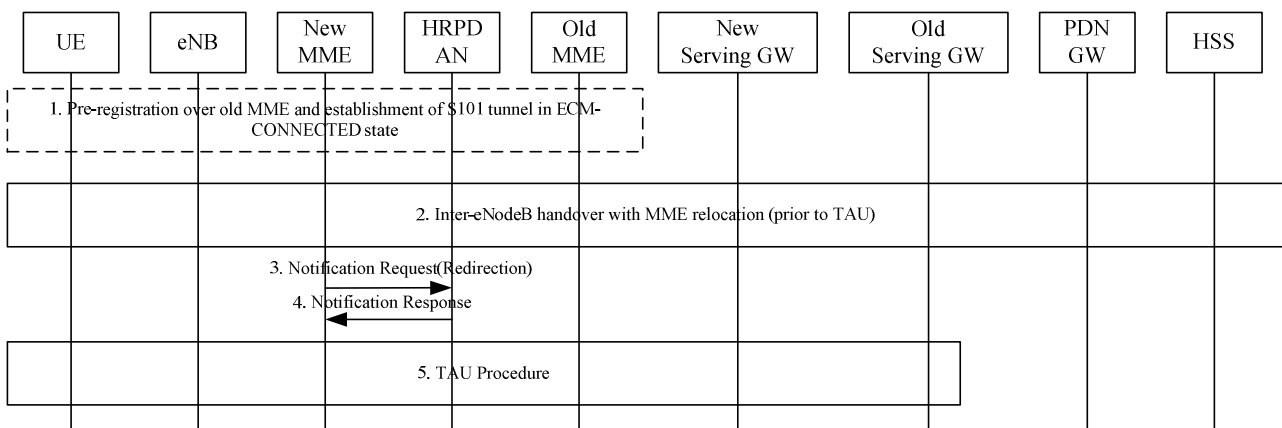 UE
eNB
New
MME
HRPD
AN
Old
MME
New
Serving GW
Old
Serving GW
PDN
GW
HSS
1. Pre-registration over old MME and establishment of S101 tunnel in ECM-
CONNECTED state
2. Inter-eNodeB handover with MME relocation (prior to TAU)
3. Notification Request(Redirection)
4. Notification Response
5. TAU Procedure